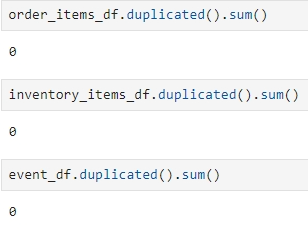 order_items_df.duplicated().sum()
0
inventory_items_df.duplicated().sum()
0
event_df.duplicated().sum()
0